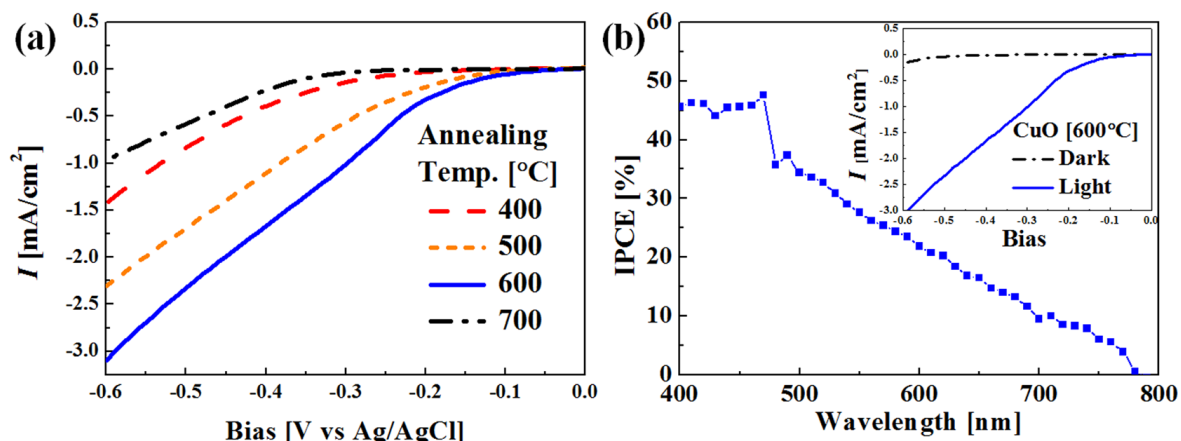 (a)
0.5
0.0
-0.5
-1.0
-1.5
-2.0
-2.5
-3.0
I [mA/cm²]
Annealing
Temp. [°C]
400
500
600
700
-0.6 -0.5 -0.4 -0.3 -0.2 -0.1 0.0
Bias [V vs Ag/AgCl]
(b)
60
50
40
30
20
10
0
IPCE [%]
400 500 600 700 800
Wavelength [nm]
0.5
0.0
-0.5
-1.0
-1.5
-2.0
-2.5
-3.0
I [mA/cm²]
CuO [600°C]
Dark
Light
-0.6 -0.5 -0.4 -0.3 -0.2 -0.1 0.0
Bias